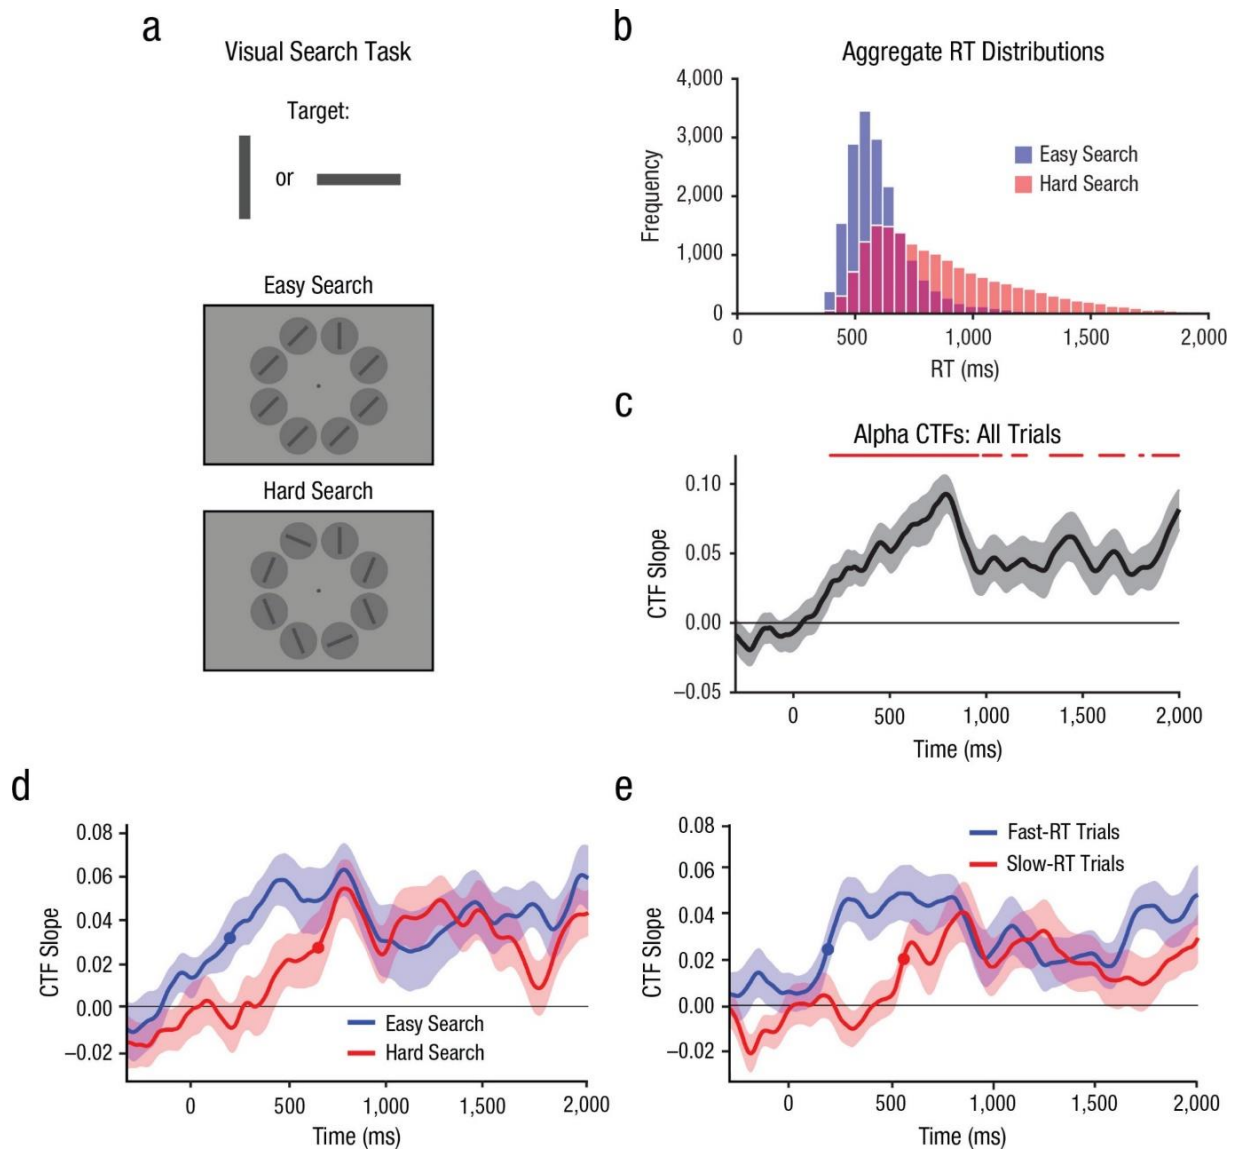 a
Visual Search Task
Target:
or
Easy Search
Hard Search
b
Aggregate RT Distributions
4,000
3,000
2,000
1,000
0
Frequency
Easy Search
Hard Search
0
500
1,000
1,500
2,000
RT (ms)
c
Alpha CTFs: All Trials
0.10
0.05
0.00
−0.05
CTF Slope
0
500
1,000
1,500
2,000
Time (ms)
d
0.08
0.06
0.04
0.02
0.00
−0.02
CTF Slope
Easy Search
Hard Search
0
500
1,000
1,500
2,000
Time (ms)
e
0.08
0.06
0.04
0.02
0.00
−0.02
CTF Slope
Fast-RT Trials
Slow-RT Trials
0
500
1,000
1,500
2,000
Time (ms)